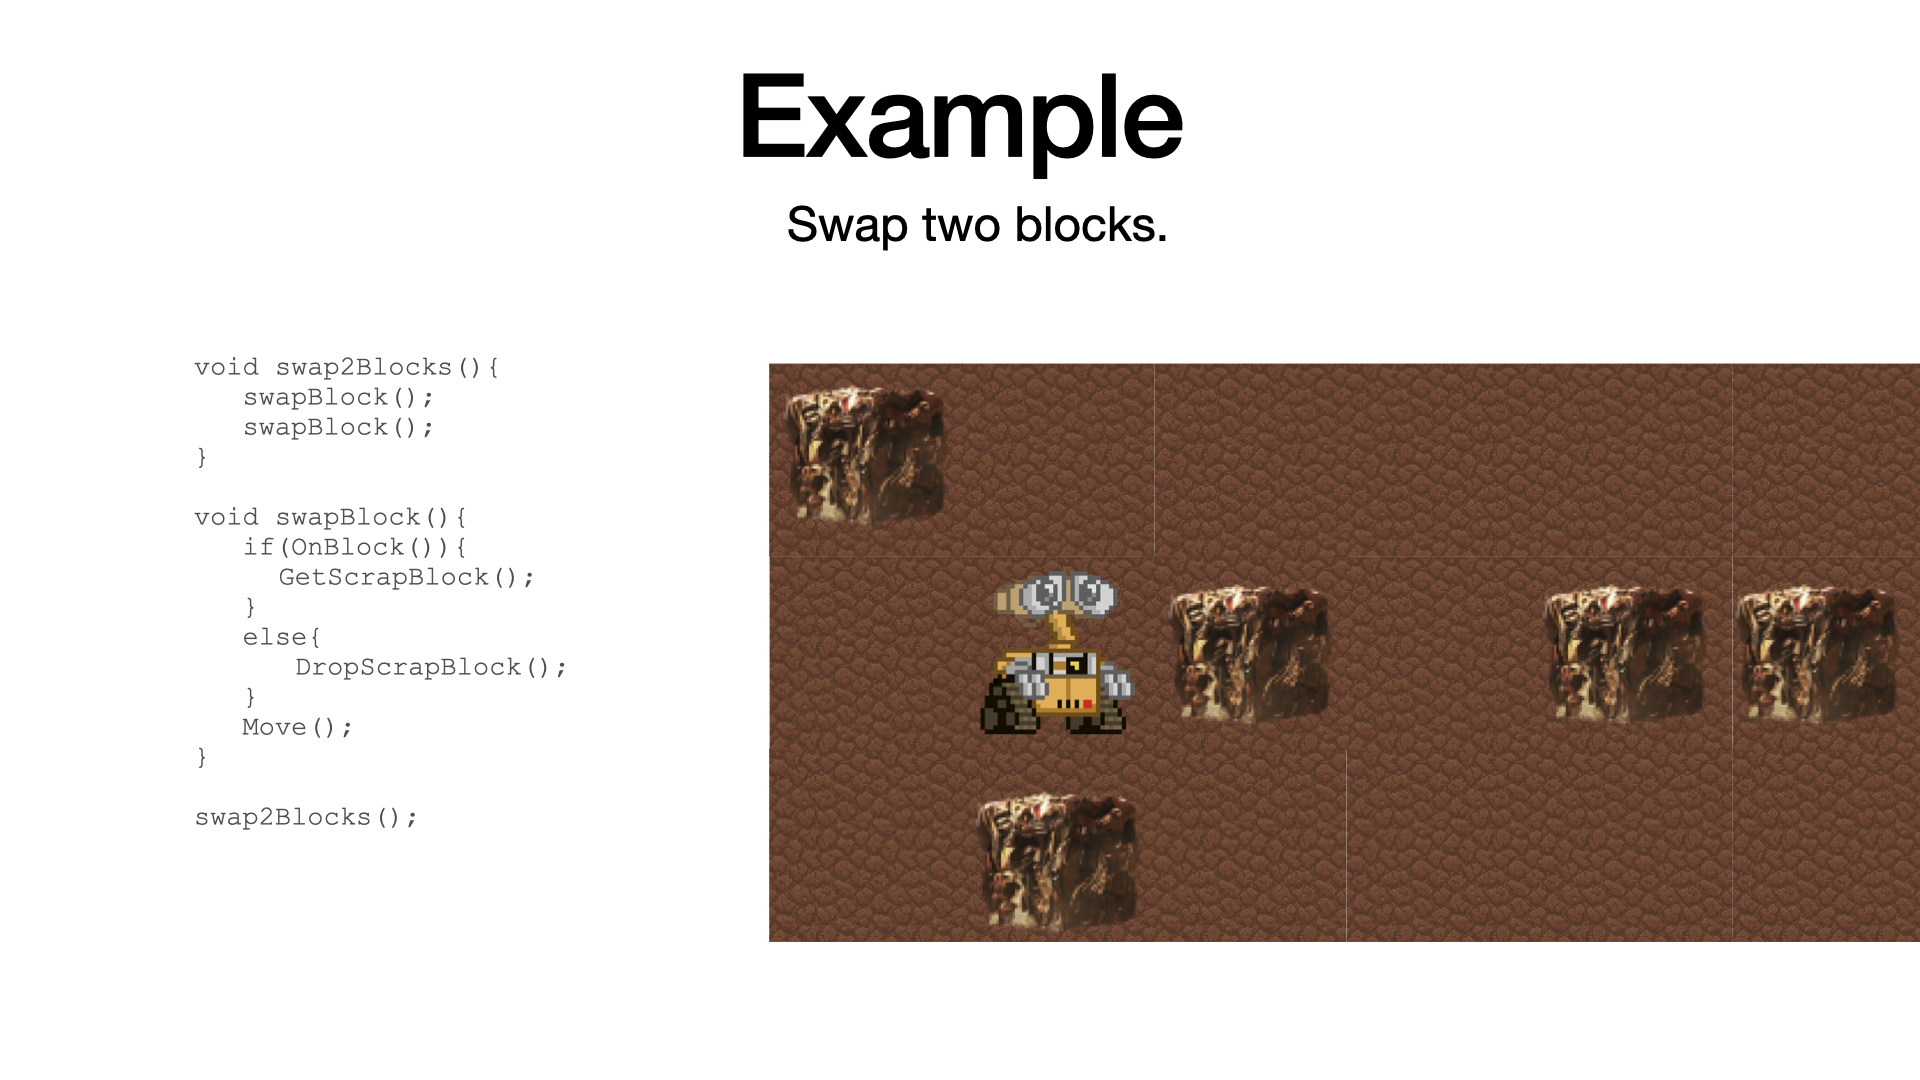 Example
Swap two blocks.
void swap2Blocks(){
   swapBlock();
   swapBlock();
}
void swapBlock(){
   if(OnBlock()){
     GetScrapBlock();
   }
   else{
      DropScrapBlock();
   }
   Move();
}
swap2Blocks();